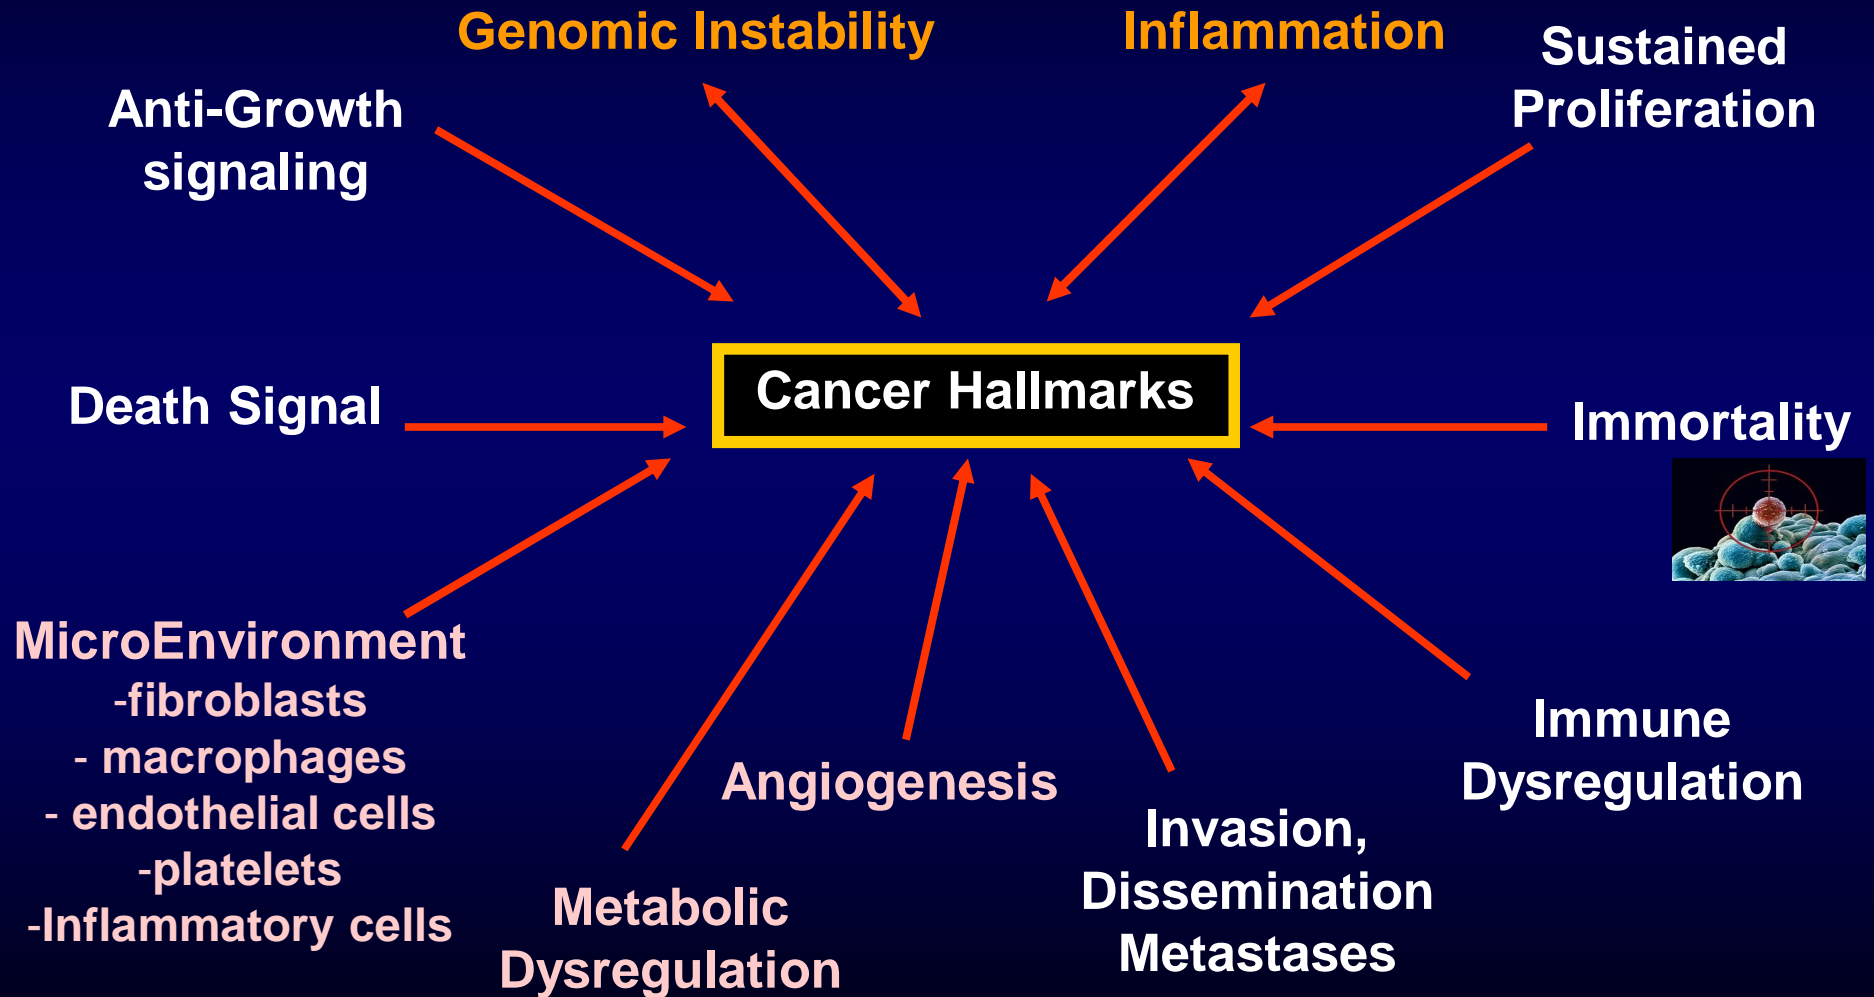 Genomic Instability
Inflammation
Sustained
Proliferation
Anti-Growth
signaling
Cancer Hallmarks
Death Signal
Immortality
MicroEnvironment
-fibroblasts
- macrophages
- endothelial cells
-platelets
-Inflammatory cells
Metabolic
Dysregulation
Angiogenesis
Invasion,
Dissemination
Metastases
Immune
Dysregulation